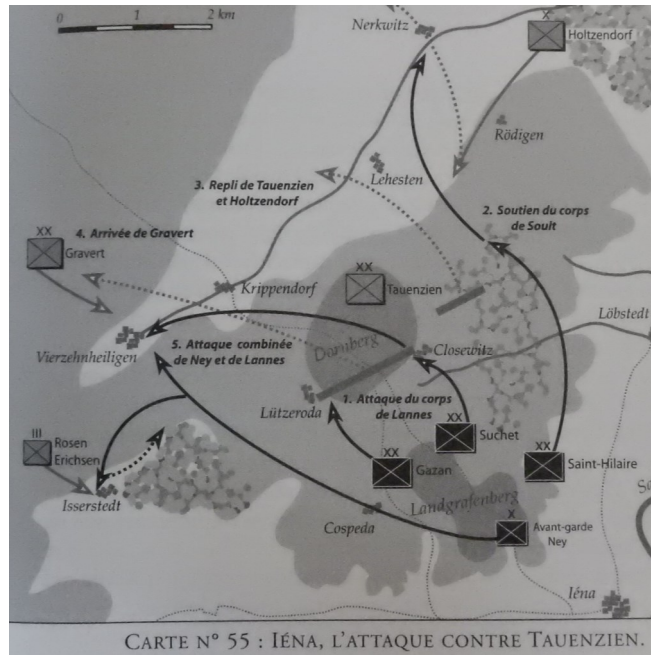 0 1 2 km
Nerkwitz
X
Holtzendorf
Rödigen
Lehesten
3. Repli de Tauenzien
et Holtzendorf
2. Soutien du corps
de Soult
XX
4. Arrivée de Gravert
Gravert
XX
Tauenzien
Krippendorf
Löbstedt
Vierzehnheiligen
5. Attaque combinée
de Ney et de Lannes
Dornberg
Closewitz
Lützeroda
1. Attaque du corps
de Lannes
III
Rosen
Erichsen
XX
Suchet
XX
Gazan
XX
Saint-Hilaire
Isserstedt
Landgrafenberg
Cospeda
X
Avant-garde
Ney
Iéna
CARTE N° 55 : IÉNA, L'ATTAQUE CONTRE TAUENZIEN.